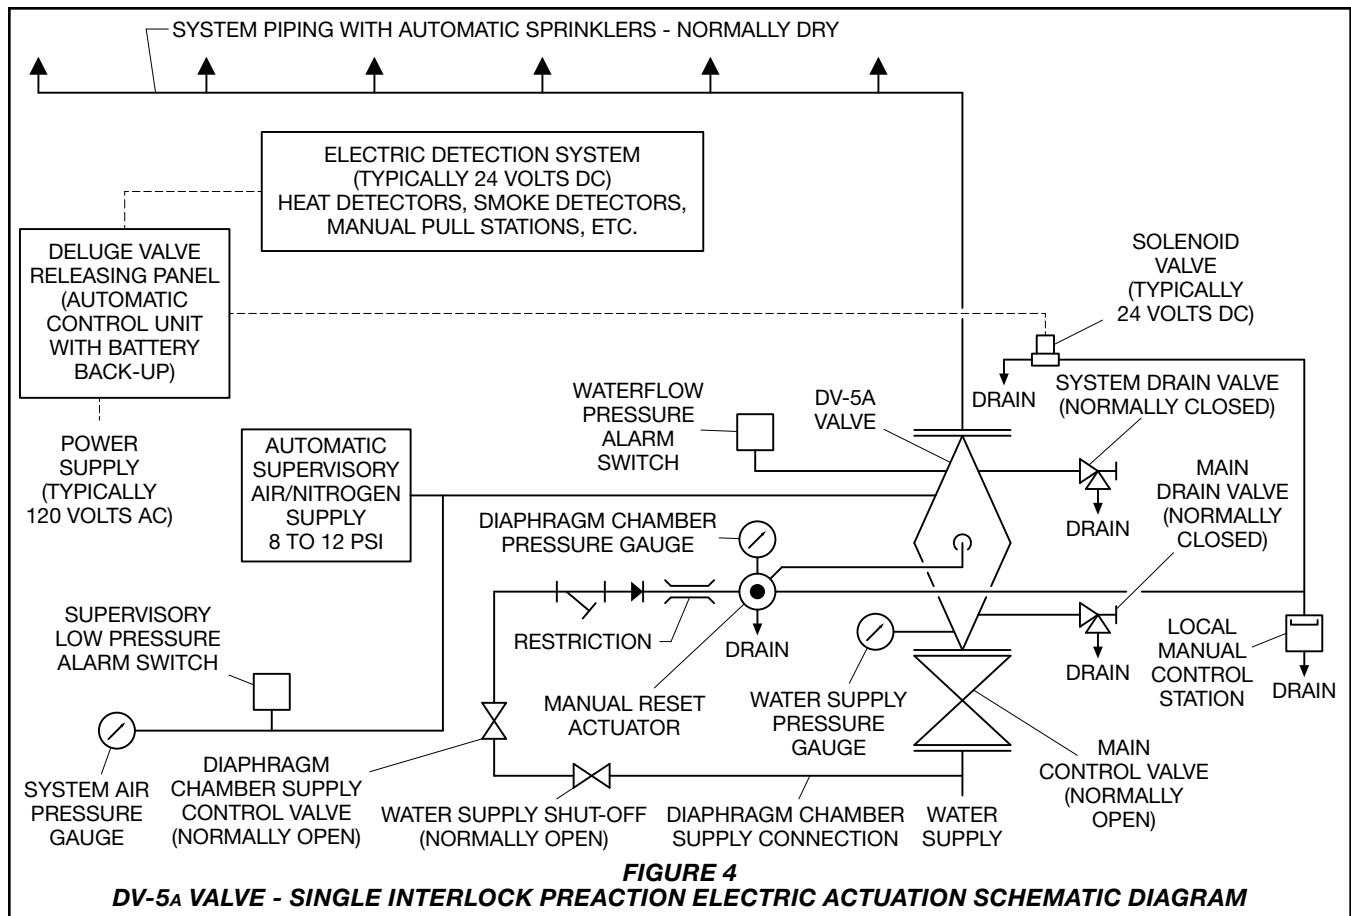 SYSTEM PIPING WITH AUTOMATIC SPRINKLERS - NORMALLY DRY
ELECTRIC DETECTION SYSTEM
(TYPICALLY 24 VOLTS DC)
HEAT DETECTORS, SMOKE DETECTORS,
MANUAL PULL STATIONS, ETC.
DELUGE VALVE
RELEASING PANEL
(AUTOMATIC
CONTROL UNIT
WITH BATTERY
BACK-UP)
SOLENOID
VALVE
(TYPICALLY
24 VOLTS DC)
DRAIN
SYSTEM DRAIN VALVE
(NORMALLY CLOSED)
WATERFLOW
PRESSURE
ALARM
SWITCH
DV-5A
VALVE
POWER
SUPPLY
(TYPICALLY
120 VOLTS AC)
AUTOMATIC
SUPERVISORY
AIR/NITROGEN
SUPPLY
8 TO 12 PSI
DRAIN
MAIN
DRAIN VALVE
(NORMALLY
CLOSED)
DIAPHRAGM CHAMBER
PRESSURE GAUGE
SUPERVISORY
LOW PRESSURE
ALARM SWITCH
RESTRICTION
DRAIN
DRAIN
LOCAL
MANUAL
CONTROL
STATION
DRAIN
MANUAL RESET
ACTUATOR
WATER SUPPLY
PRESSURE
GAUGE
MAIN
CONTROL VALVE
(NORMALLY
OPEN)
SYSTEM AIR
PRESSURE
GAUGE
DIAPHRAGM
CHAMBER SUPPLY
CONTROL VALVE
(NORMALLY OPEN)
WATER SUPPLY SHUT-OFF
(NORMALLY OPEN)
DIAPHRAGM CHAMBER
SUPPLY CONNECTION
WATER
SUPPLY
FIGURE 4
DV-5A VALVE - SINGLE INTERLOCK PREACTION ELECTRIC ACTUATION SCHEMATIC DIAGRAM